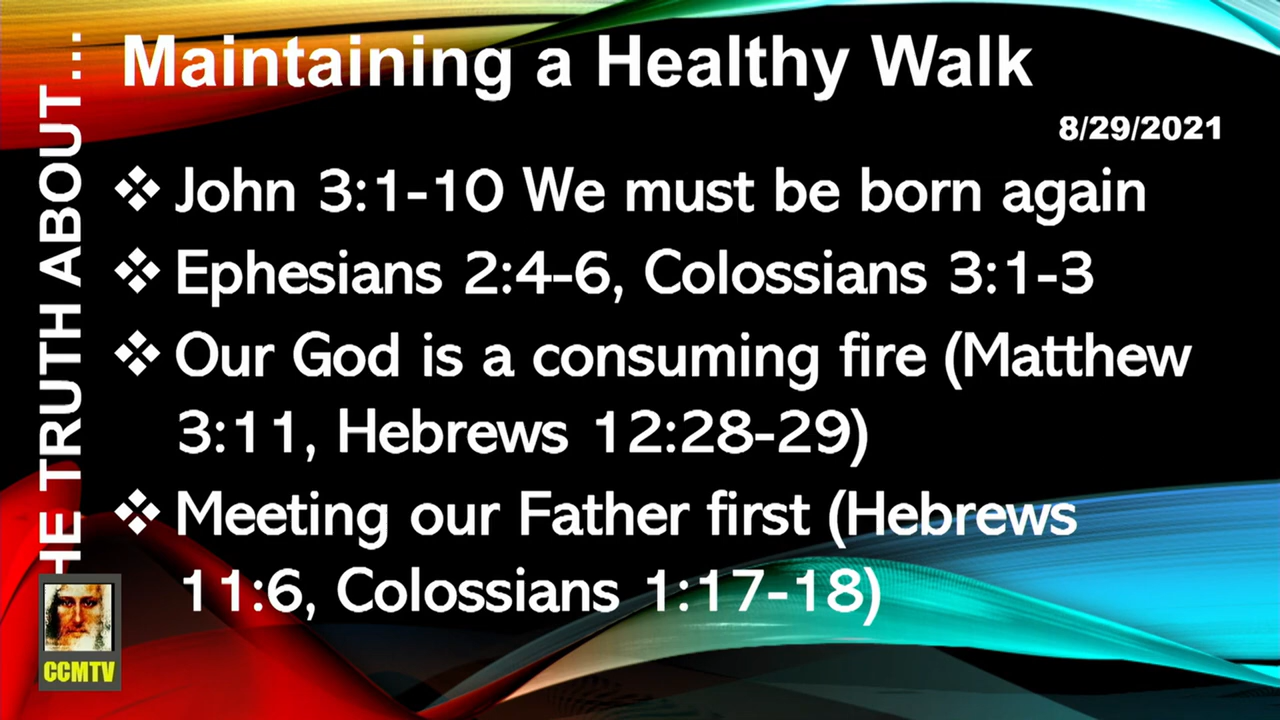 HE TRUTH ABOUT...
Maintaining a Healthy Walk
8/29/2021
❖ John 3:1-10 We must be born again
❖ Ephesians 2:4-6, Colossians 3:1-3
❖ Our God is a consuming fire (Matthew
3:11, Hebrews 12:28-29)
❖ Meeting our Father first (Hebrews
11:6, Colossians 1:17-18)
CCMTV